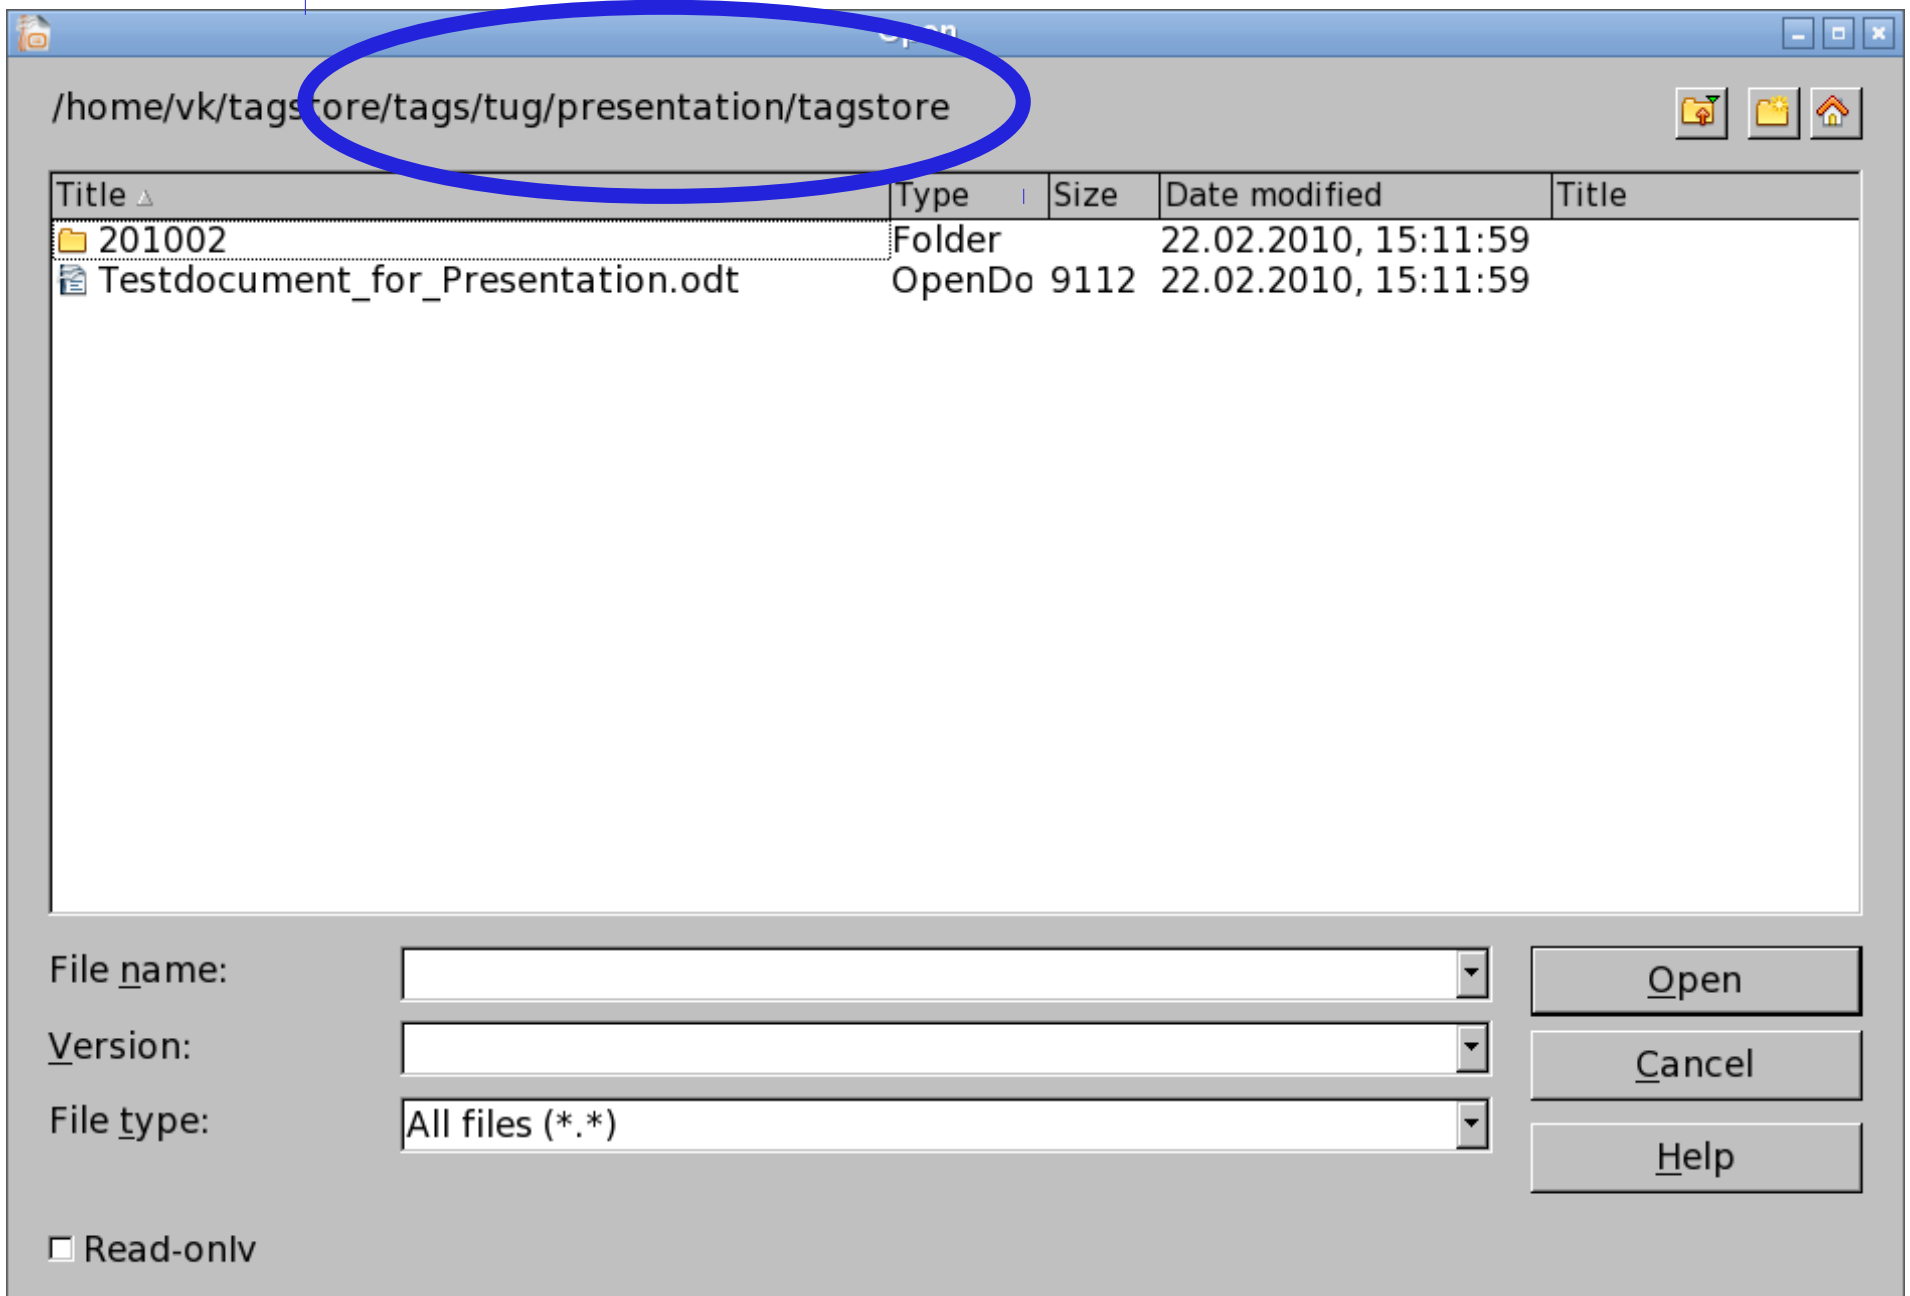 Open
/home/vk/tagstore/tags/tug/presentation/tagstore
Title Type Size Date modified Title
201002 Folder 22.02.2010, 15:11:59
Testdocument_for_Presentation.odt OpenDo 9112 22.02.2010, 15:11:59
File name:
Open
Version:
Cancel
File type: All files (*.*)
Help
Read-only